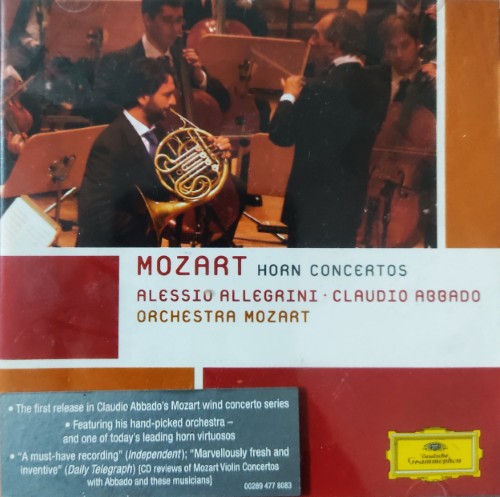 MOZART HORN CONCERTOS
ALESSIO ALLEGRINI · CLAUDIO ABBADO
ORCHESTRA MOZART
• The first release in Claudio Abbado's Mozart wind concerto series
• Featuring his hand-picked orchestra –
and one of today's leading horn virtuosos
• "A must-have recording" (Independent); "Marvellously fresh and
inventive" (Daily Telegraph) [CD reviews of Mozart Violin Concertos
with Abbado and these musicians]
00289 477 8083
Deutsche
Grammophon